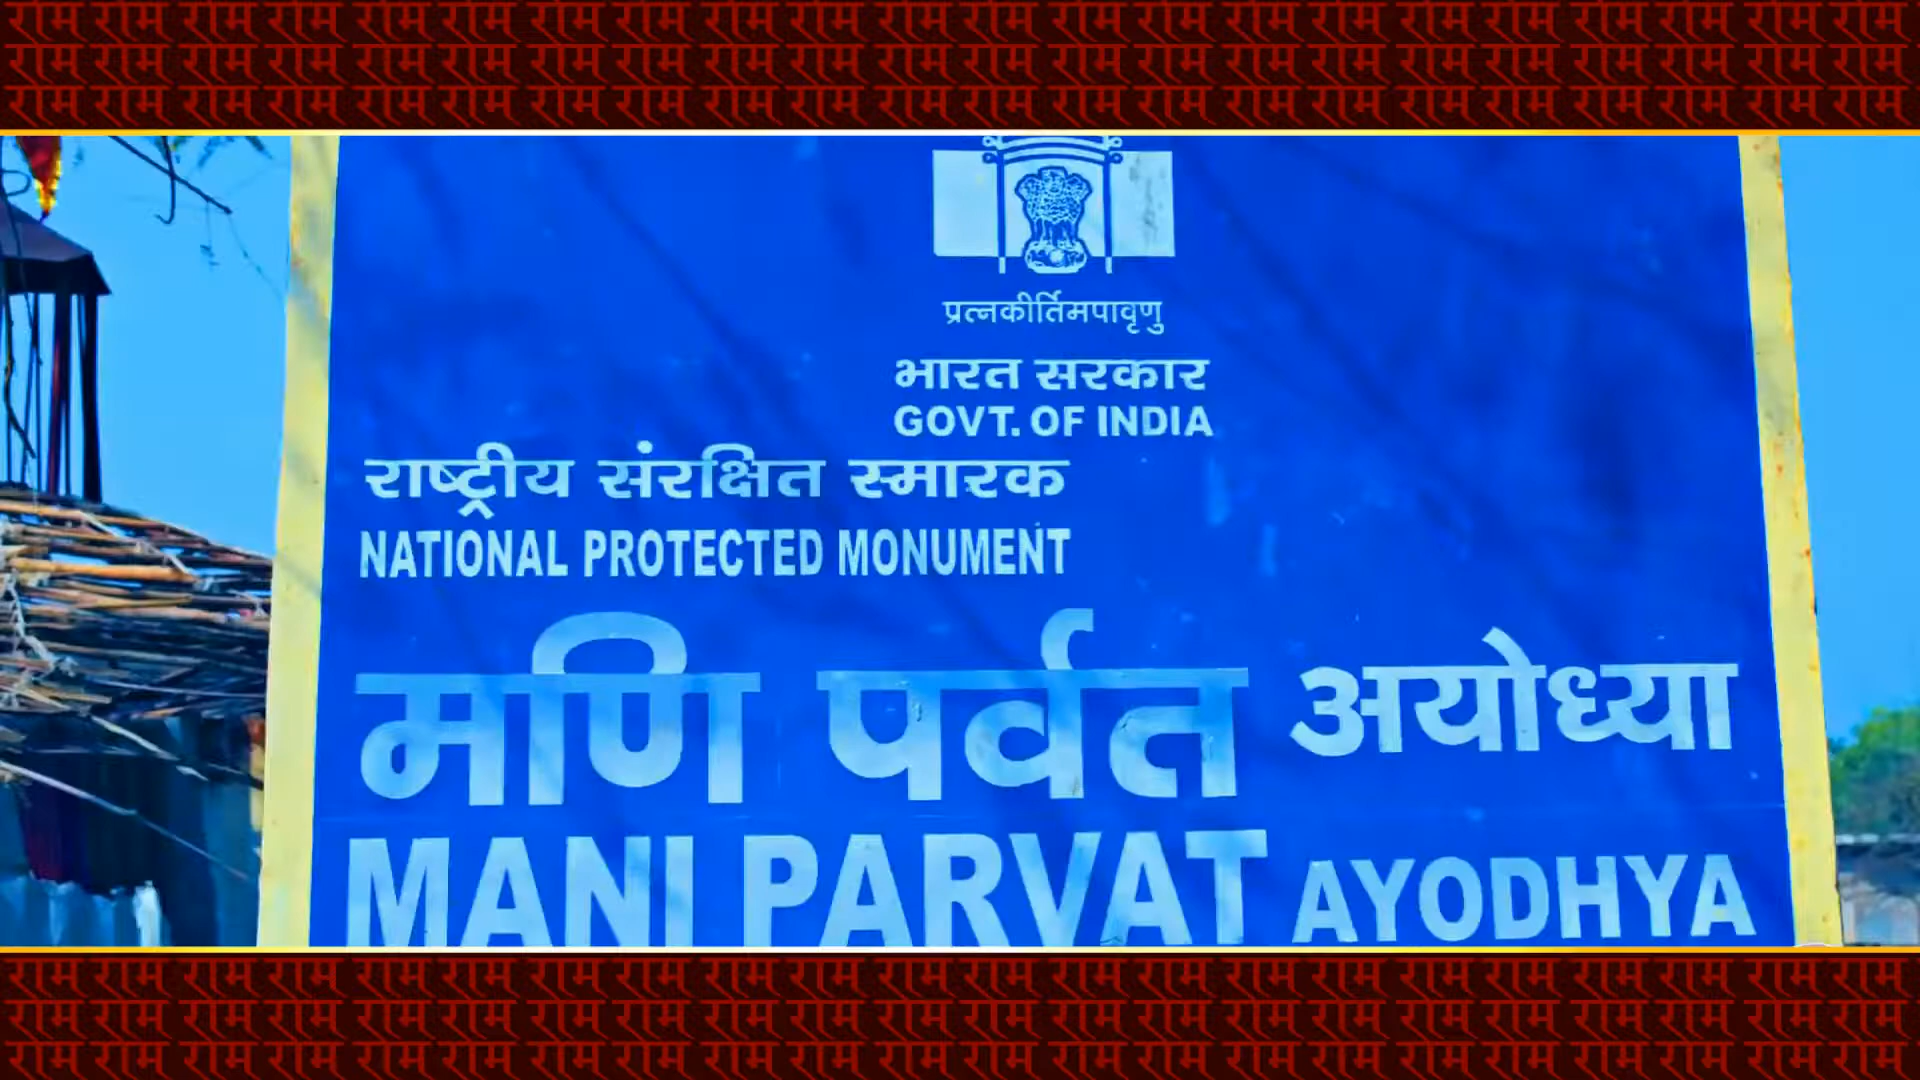 राम राम राम राम राम राम राम राम राम राम राम राम राम राम राम राम राम राम राम राम राम राम
राम राम राम राम राम राम राम राम राम राम राम राम राम राम राम राम राम राम राम राम राम राम
राम राम राम राम राम राम राम राम राम राम राम राम राम राम राम राम राम राम राम राम राम राम
प्रत्नकीर्तिमपावृणु
भारत सरकार
GOVT. OF INDIA
राष्ट्रीय संरक्षित स्मारक
NATIONAL PROTECTED MONUMENT
मणि पर्वत अयोध्या
MANI PARVAT AYODHYA
राम राम राम राम राम राम राम राम राम राम राम राम राम राम राम राम राम राम राम राम राम राम
राम राम राम राम राम राम राम राम राम राम राम राम राम राम राम राम राम राम राम राम राम राम
राम राम राम राम राम राम राम राम राम राम राम राम राम राम राम राम राम राम राम राम राम राम